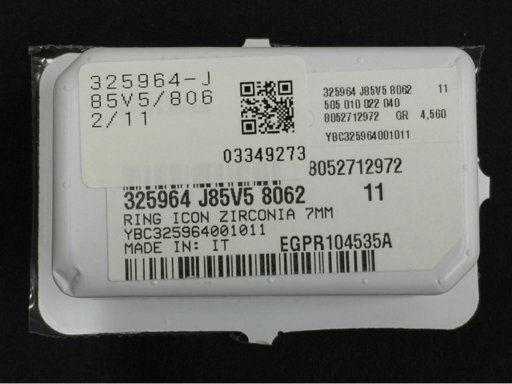 325964-J
85V5/806
2/11
03349273
325964 J85V5 8062 11
505 010 022 040
8052712972 GR 4,560
YBC325964001011
8052712972
325964 J85V5 8062 11
RING ICON ZIRCONIA 7MM
YBC325964001011
MADE IN: IT EGPR104535A